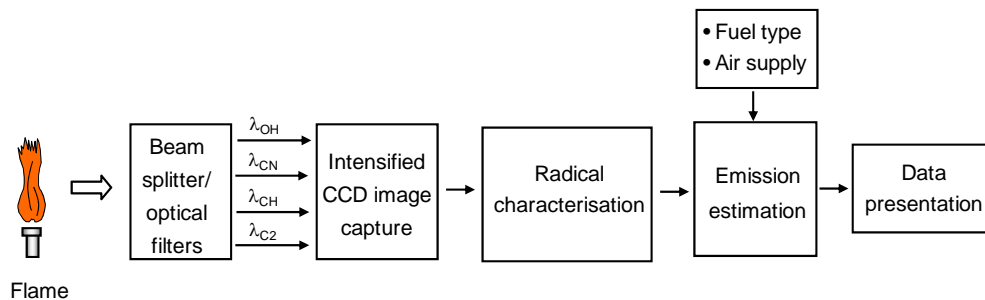 • Fuel type
• Air supply
Beam
splitter/
optical
filters
λOH
λCN
λCH
λC2
Intensified
CCD image
capture
Radical
characterisation
Emission
estimation
Data
presentation
Flame